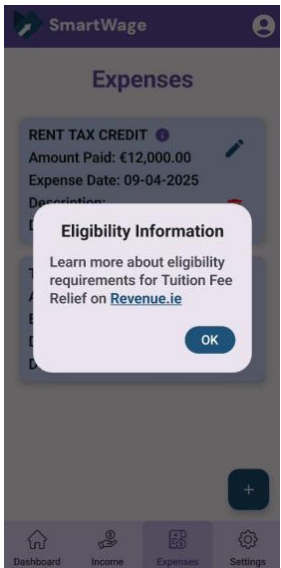 SmartWage
Expenses
RENT TAX CREDIT
Amount Paid: €12,000.00
Expense Date: 09-04-2025
Description:
Eligibility Information
Learn more about eligibility
requirements for Tuition Fee
Relief on Revenue.ie
OK
+
Dashboard Income Expenses Settings